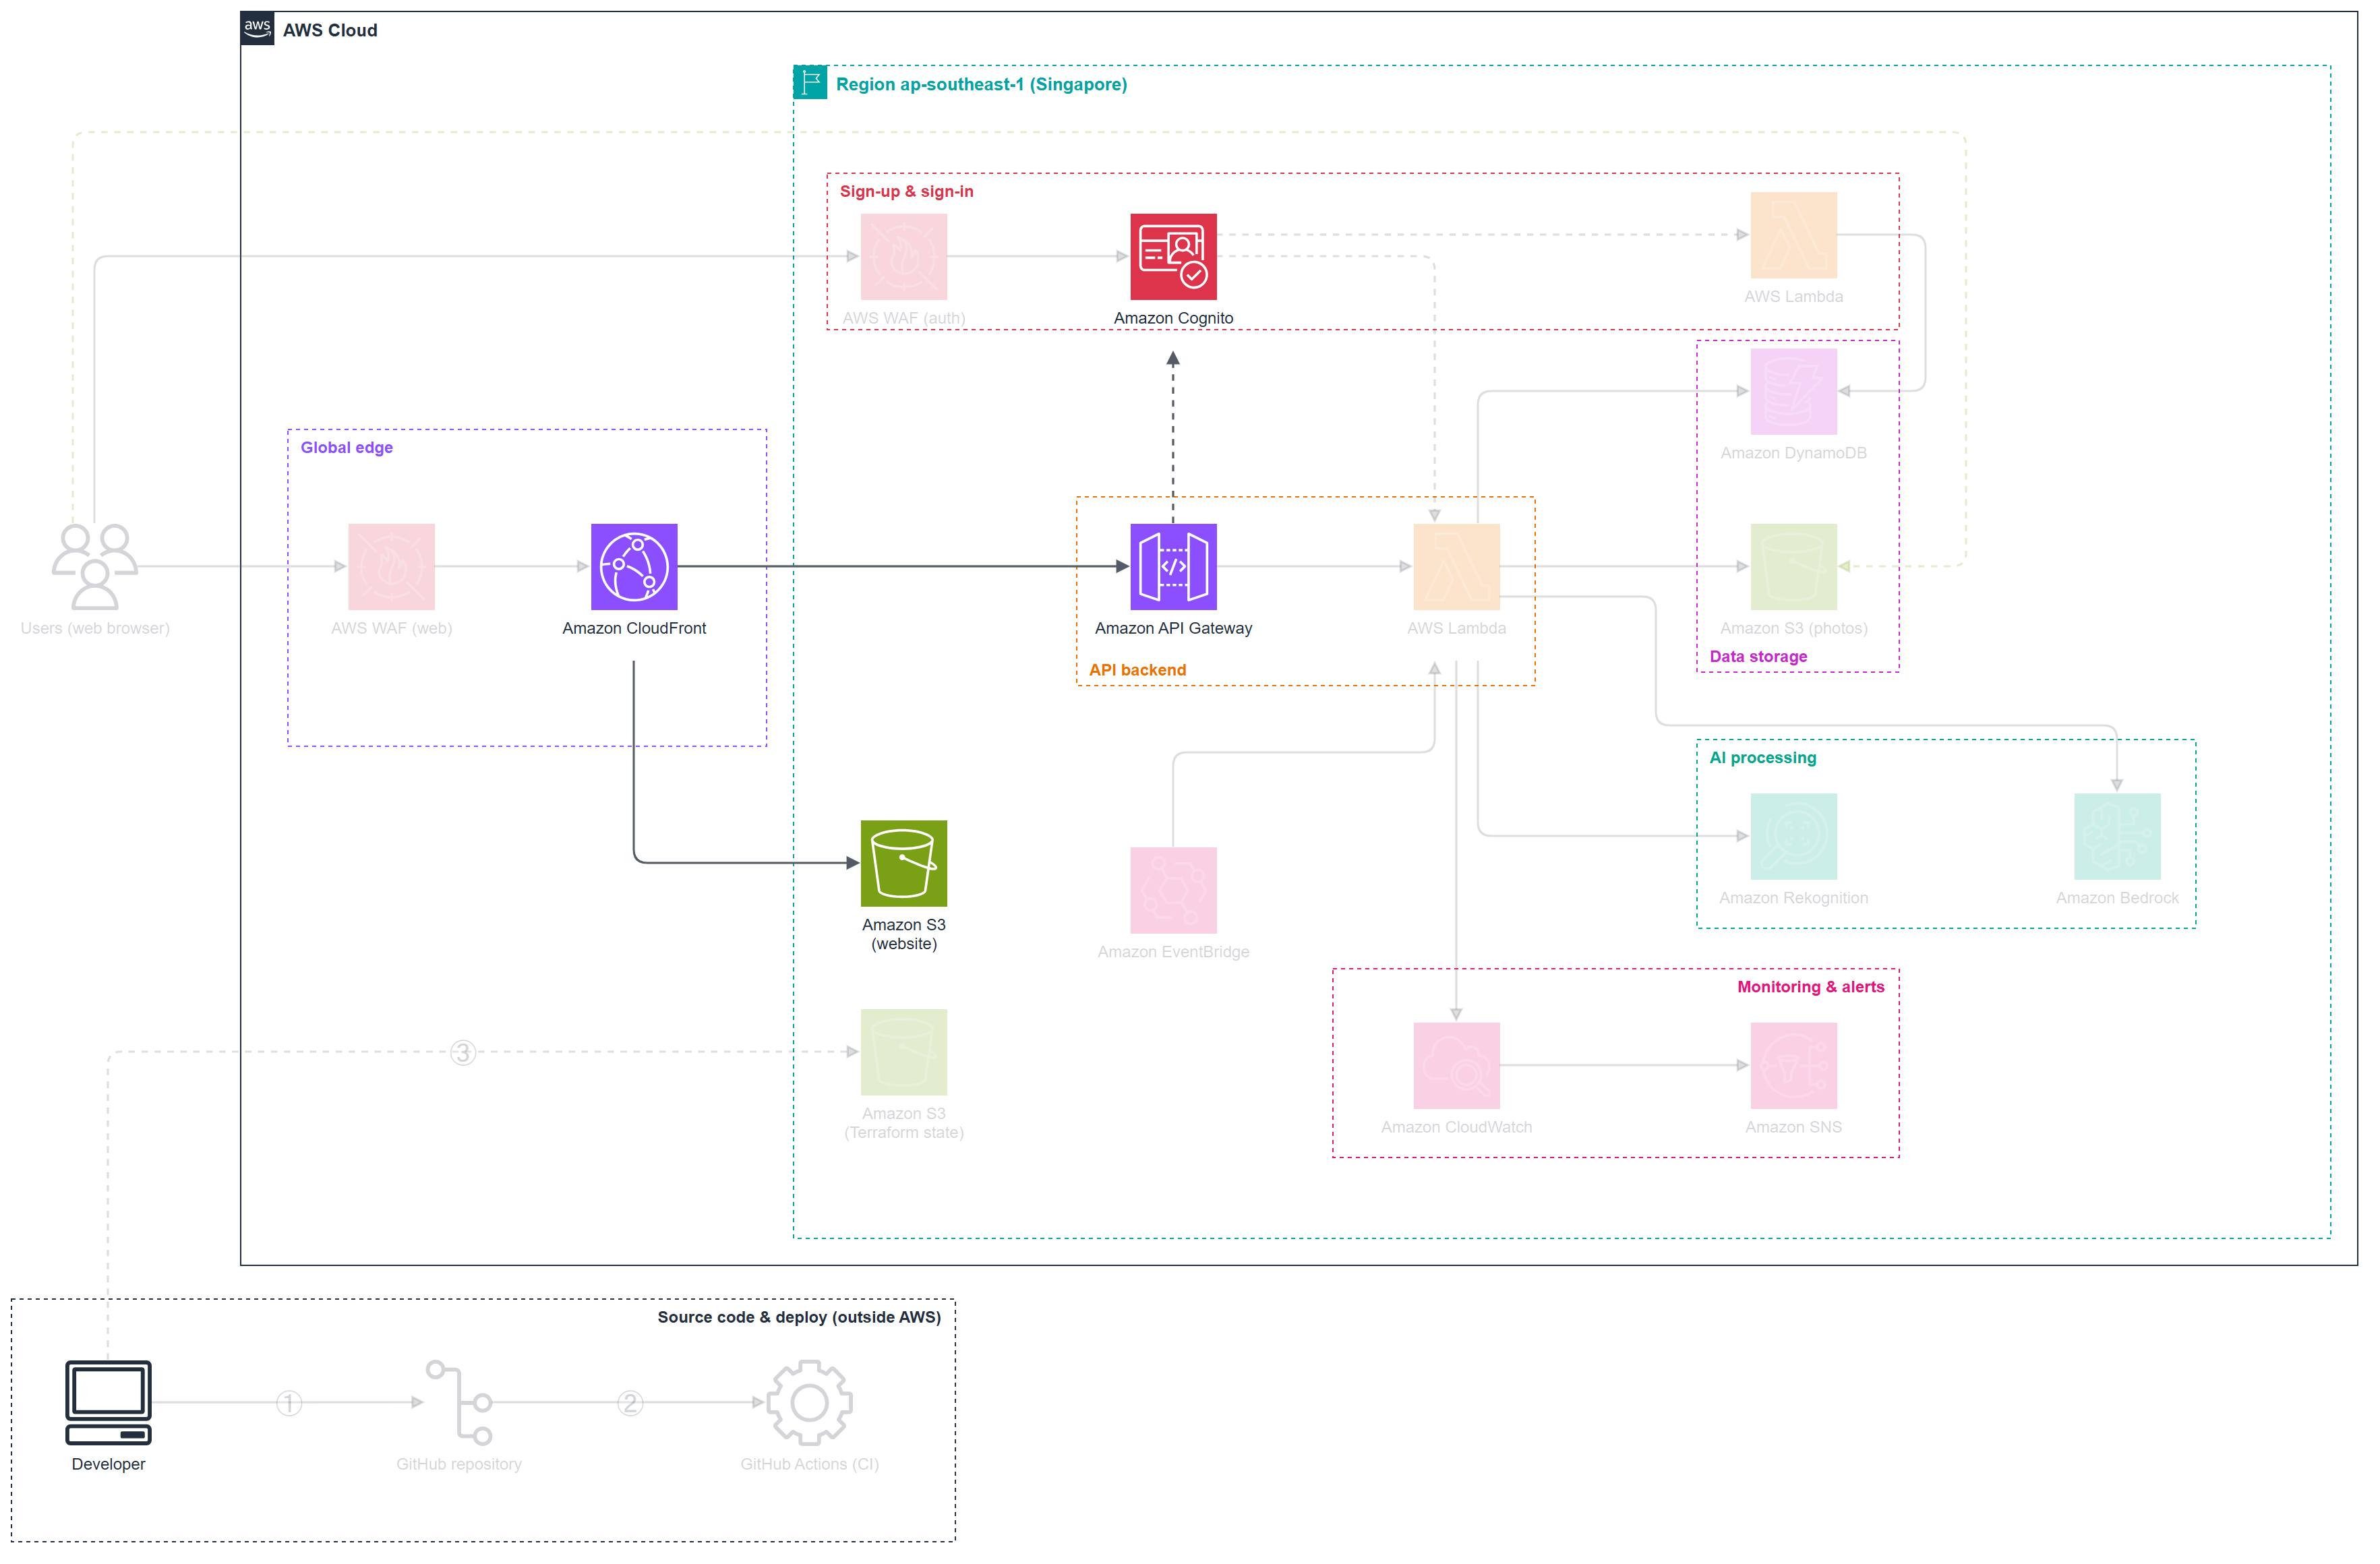 aws
AWS Cloud
Region ap-southeast-1 (Singapore)
Sign-up & sign-in
AWS WAF (auth)
Amazon Cognito
AWS Lambda
Amazon DynamoDB
Global edge
Users (web browser)
AWS WAF (web)
Amazon CloudFront
Amazon API Gateway
AWS Lambda
Amazon S3 (photos)
API backend
Data storage
AI processing
Amazon Rekognition
Amazon Bedrock
Amazon S3
(website)
Amazon EventBridge
Monitoring & alerts
③
Amazon S3
(Terraform state)
Amazon CloudWatch
Amazon SNS
Source code & deploy (outside AWS)
①
②
Developer
GitHub repository
GitHub Actions (CI)